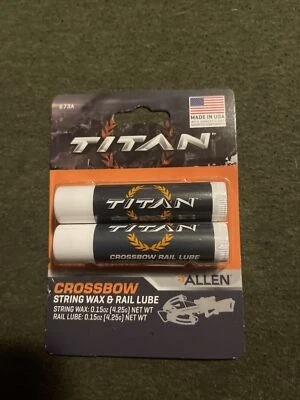 673A
MADE IN USA
TITAN
TITAN
TITAN
CROSSBOW RAIL LUBE
CROSSBOW
STRING WAX & RAIL LUBE
STRING WAX: 0.15oz (4.25g) NET WT
RAIL LUBE: 0.15oz (4.25g) NET WT
ALLEN